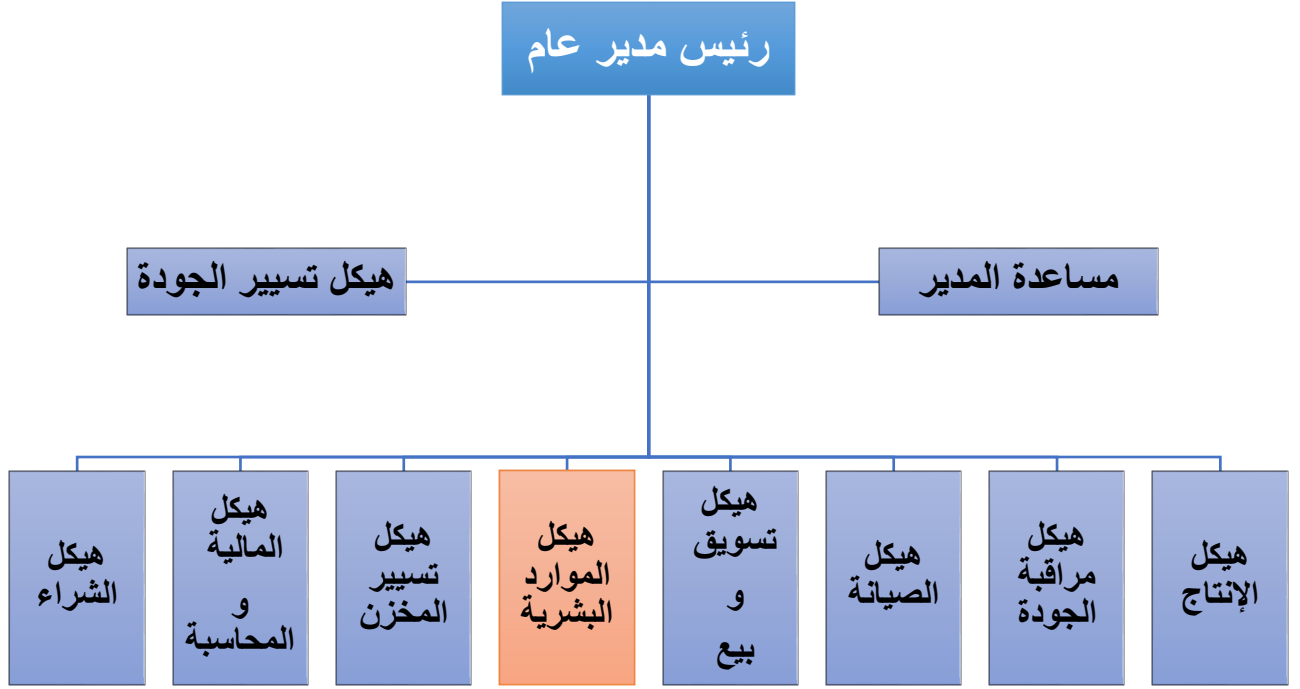 رئيس مدير عام
مساعدة المدير
هيكل تسيير الجودة
هيكل
الإنتاج
هيكل
مراقبة
الجودة
هيكل
الصيانة
هيكل
تسويق
و
بيع
هيكل
الموارد
البشرية
هيكل
تسيير
المخزن
هيكل
المالية
و
المحاسبة
هيكل
الشراء